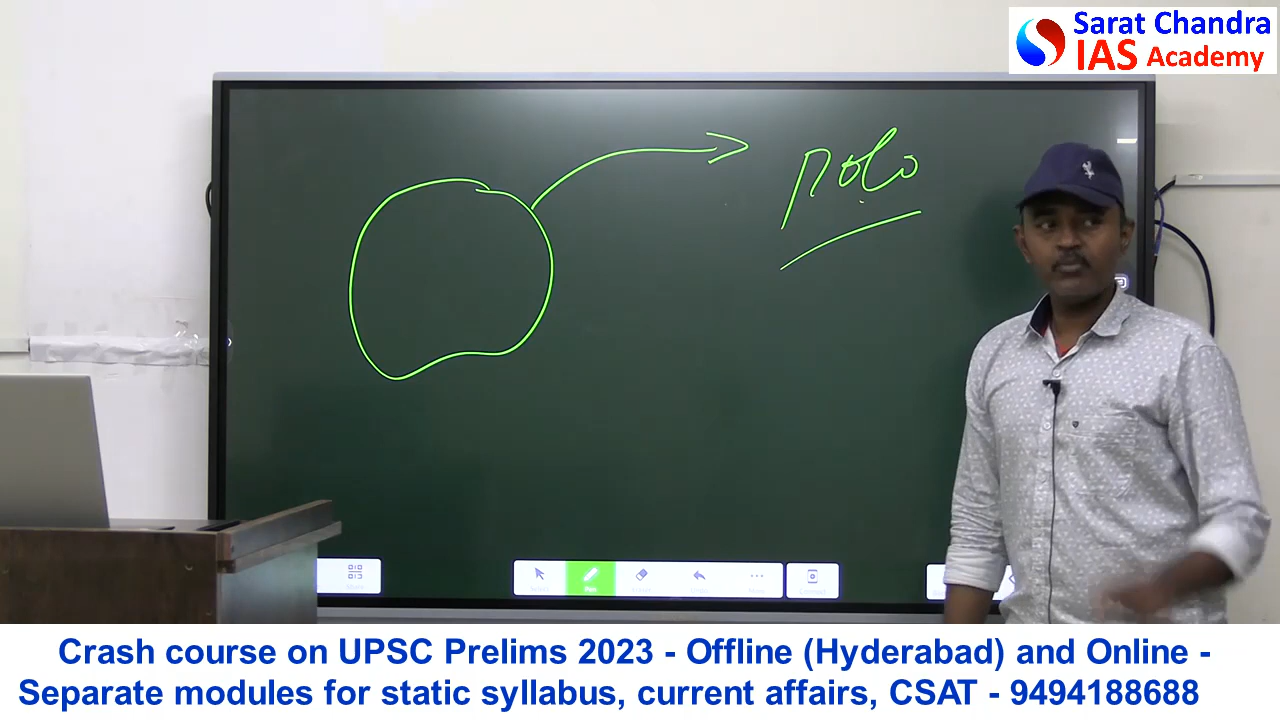 Sarat Chandra
IAS Academy
polo
Crash course on UPSC Prelims 2023 - Offline (Hyderabad) and Online -
Separate modules for static syllabus, current affairs, CSAT - 9494188688